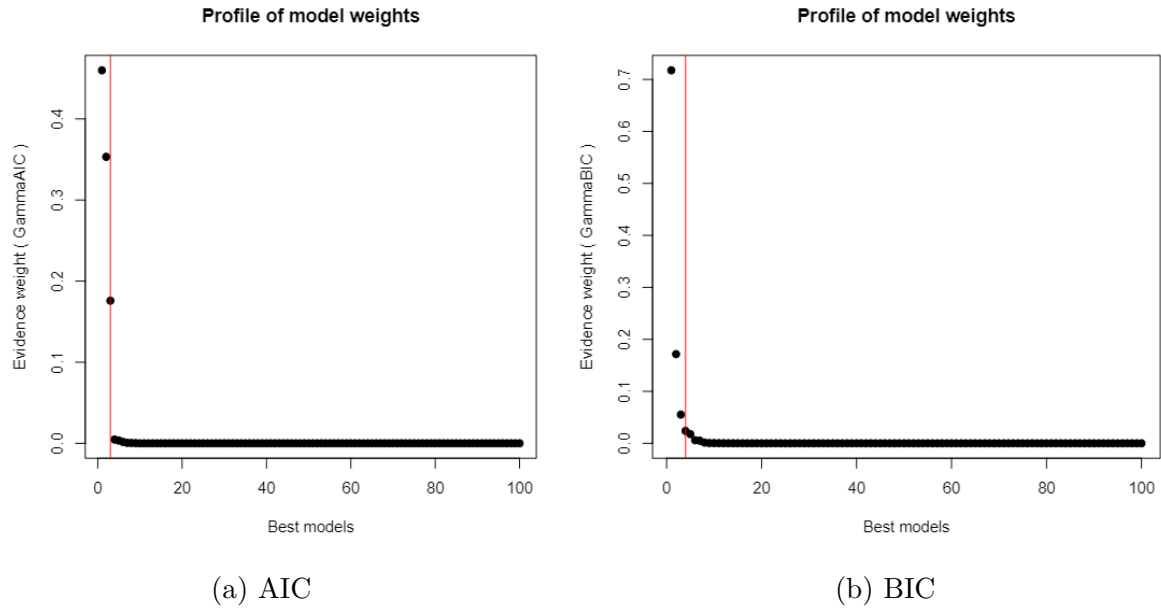 Profile of model weights
Evidence weight ( GammaAIC )
0.4
0.3
0.2
0.1
0.0
0 20 40 60 80 100
Best models
(a) AIC
Profile of model weights
Evidence weight ( GammaBIC )
0.7
0.6
0.5
0.4
0.3
0.2
0.1
0.0
0 20 40 60 80 100
Best models
(b) BIC